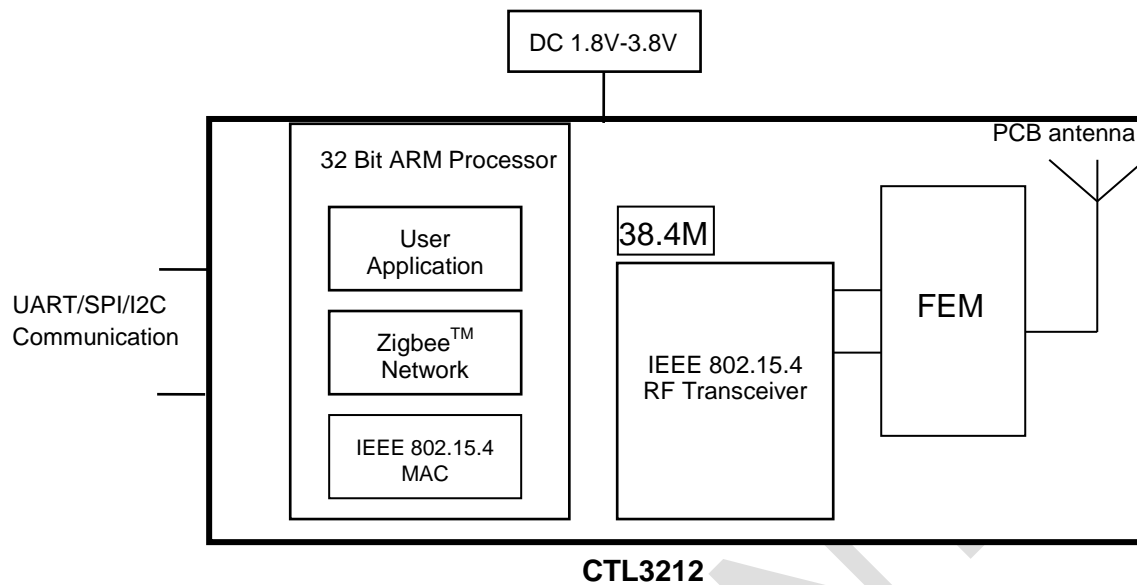 DC 1.8V-3.8V
PCB antenna
32 Bit ARM Processor
38.4M
User
Application
FEM
UART/SPI/I2C
Communication
Zigbee™
Network
IEEE 802.15.4
RF Transceiver
IEEE 802.15.4
MAC
CTL3212